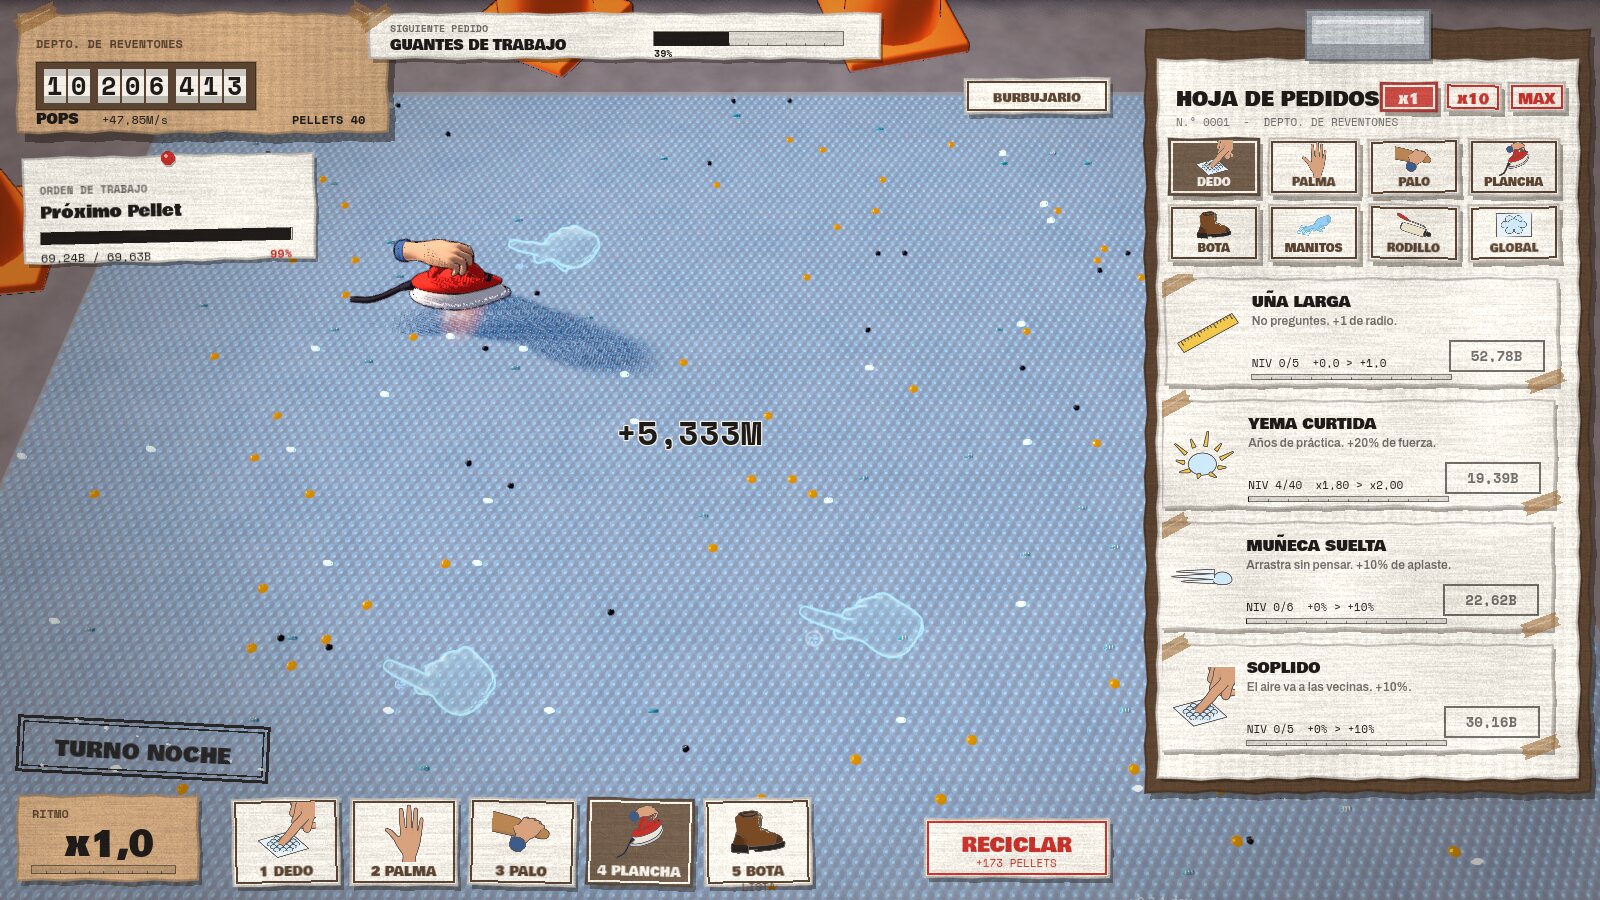 DEPTO. DE REVENTONES
10 206 413
POPS +47,85M/s PELLETS 40
SIGUIENTE PEDIDO
GUANTES DE TRABAJO
39%
BURBUJARIO
ORDEN DE TRABAJO
Próximo Pellet
69.24B / 69.63B 99%
+5,333M
TURNO NOCHE
RITMO
x1,0
1 DEDO
2 PALMA
3 PALO
4 PLANCHA
5 BOTA
LISTA
RECICLAR
+173 PELLETS
HOJA DE PEDIDOS x1 x10 MAX
N.° 0001 - DEPTO. DE REVENTONES
DEDO PALMA PALO PLANCHA
BOTA MANITOS RODILLO GLOBAL
UÑA LARGA
No preguntes. +1 de radio.
NIV 0/5 +0,0 > +1,0 52,78B
YEMA CURTIDA
Años de práctica. +20% de fuerza.
NIV 4/40 x1,80 > x2,00 19,39B
MUÑECA SUELTA
Arrastra sin pensar. +10% de aplaste.
NIV 0/6 +0% > +10% 22,62B
SOPLIDO
El aire va a las vecinas. +10%.
NIV 0/5 +0% > +10% 30,16B